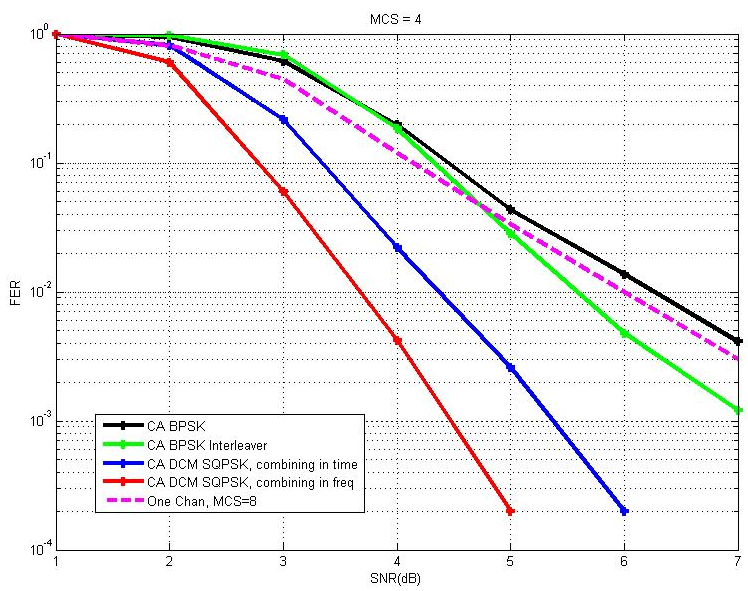 MCS = 4
10^0
10^-1
10^-2
10^-3
10^-4
FER
CA BPSK
CA BPSK Interleaver
CA DCM SQPSK, combining in time
CA DCM SQPSK, combining in freq
One Chan, MCS=8
1 2 3 4 5 6 7
SNR(dB)